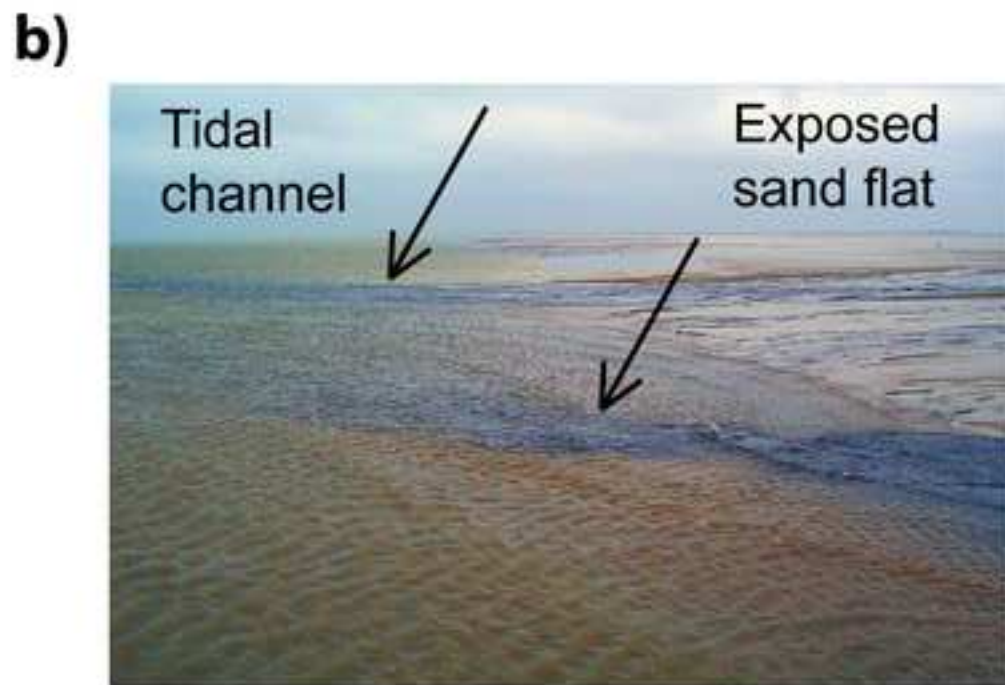 b)
Tidal
channel
Exposed
sand flat